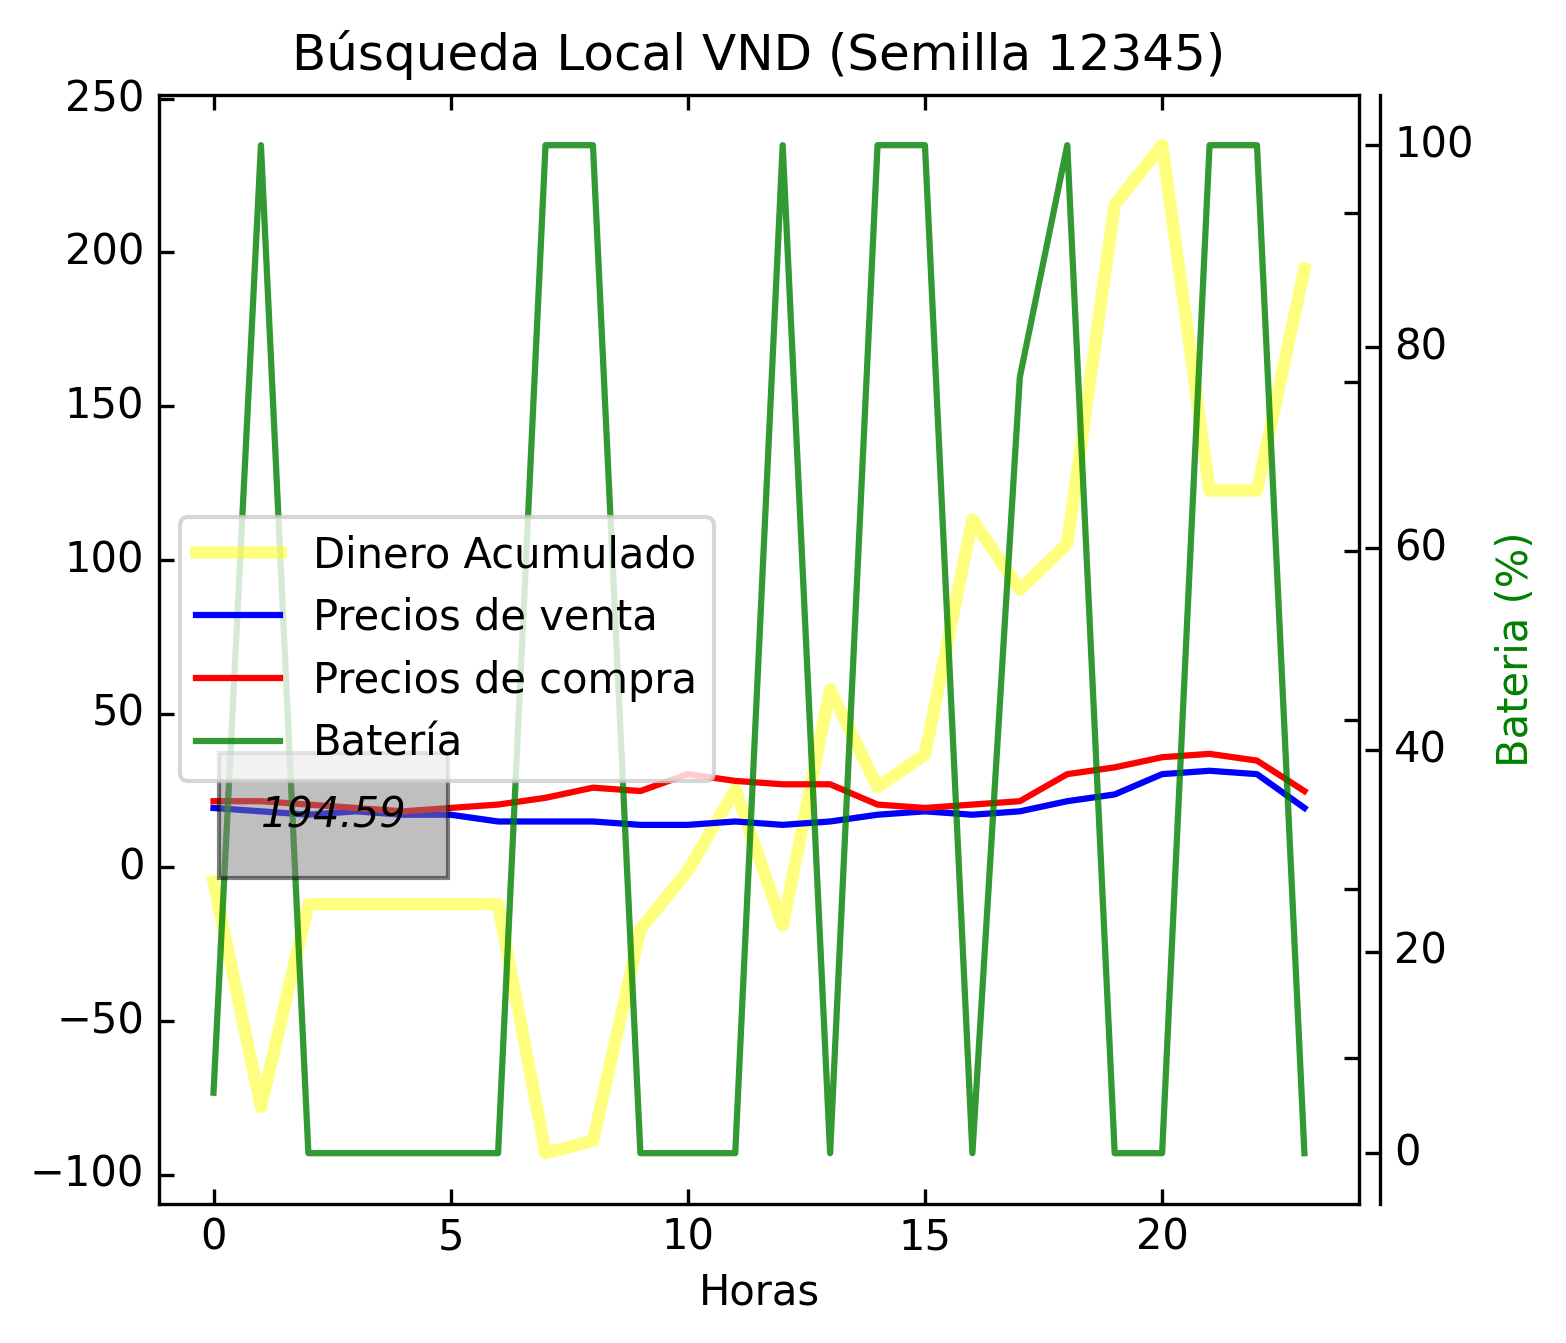 Búsqueda Local VND (Semilla 12345)
250
200
150
100
50
0
−50
−100
100
80
60
40
20
0
Bateria (%)
Dinero Acumulado
Precios de venta
Precios de compra
Batería
194.59
0 5 10 15 20
Horas